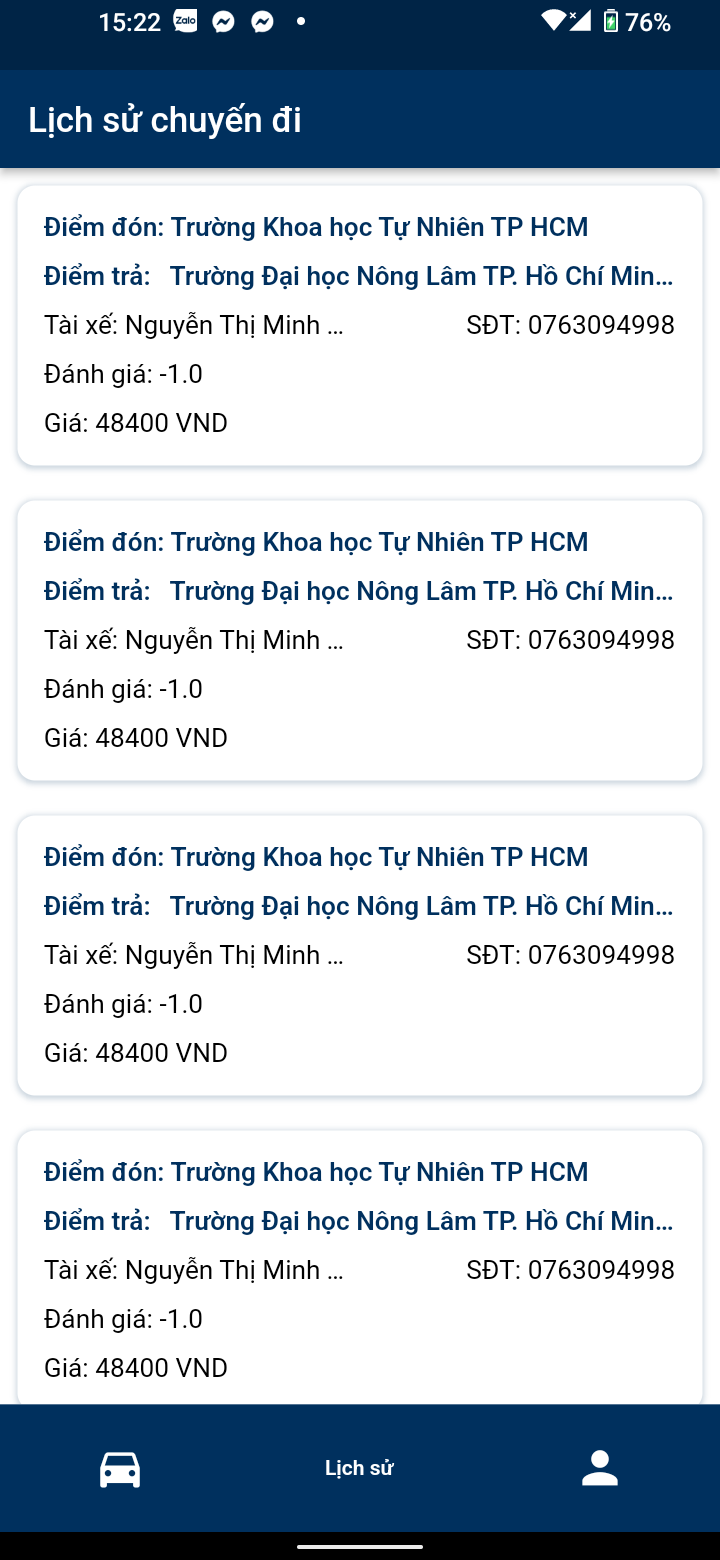 15:22 Zalo 76%
Lịch sử chuyến đi
Điểm đón: Trường Khoa học Tự Nhiên TP HCM
Điểm trả: Trường Đại học Nông Lâm TP. Hồ Chí Min...
Tài xế: Nguyễn Thị Minh ... SĐT: 0763094998
Đánh giá: -1.0
Giá: 48400 VND
Điểm đón: Trường Khoa học Tự Nhiên TP HCM
Điểm trả: Trường Đại học Nông Lâm TP. Hồ Chí Min...
Tài xế: Nguyễn Thị Minh ... SĐT: 0763094998
Đánh giá: -1.0
Giá: 48400 VND
Điểm đón: Trường Khoa học Tự Nhiên TP HCM
Điểm trả: Trường Đại học Nông Lâm TP. Hồ Chí Min...
Tài xế: Nguyễn Thị Minh ... SĐT: 0763094998
Đánh giá: -1.0
Giá: 48400 VND
Điểm đón: Trường Khoa học Tự Nhiên TP HCM
Điểm trả: Trường Đại học Nông Lâm TP. Hồ Chí Min...
Tài xế: Nguyễn Thị Minh ... SĐT: 0763094998
Đánh giá: -1.0
Giá: 48400 VND
Lịch sử